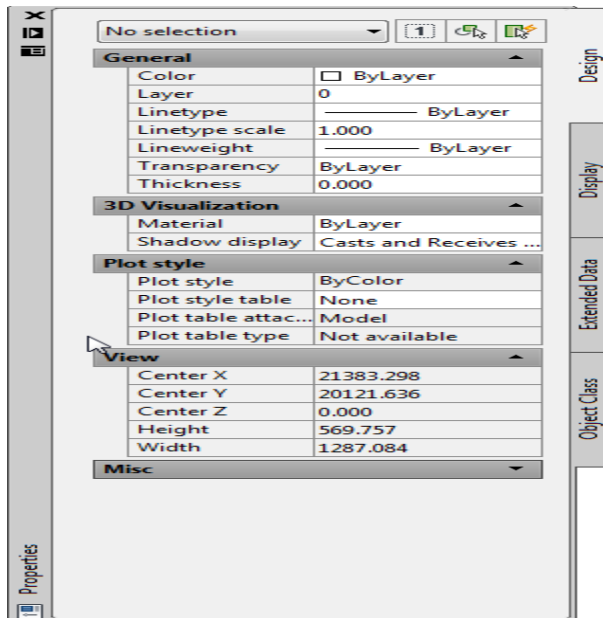 No selection
1
General
Color ByLayer
Layer 0
Linetype ByLayer
Linetype scale 1.000
Lineweight ByLayer
Transparency ByLayer
Thickness 0.000
3D Visualization
Material ByLayer
Shadow display Casts and Receives ...
Plot style
Plot style ByColor
Plot style table None
Plot table attac... Model
Plot table type Not available
View
Center X 21383.298
Center Y 20121.636
Center Z 0.000
Height 569.757
Width 1287.084
Misc
Design
Display
Extended Data
Object Class
Properties